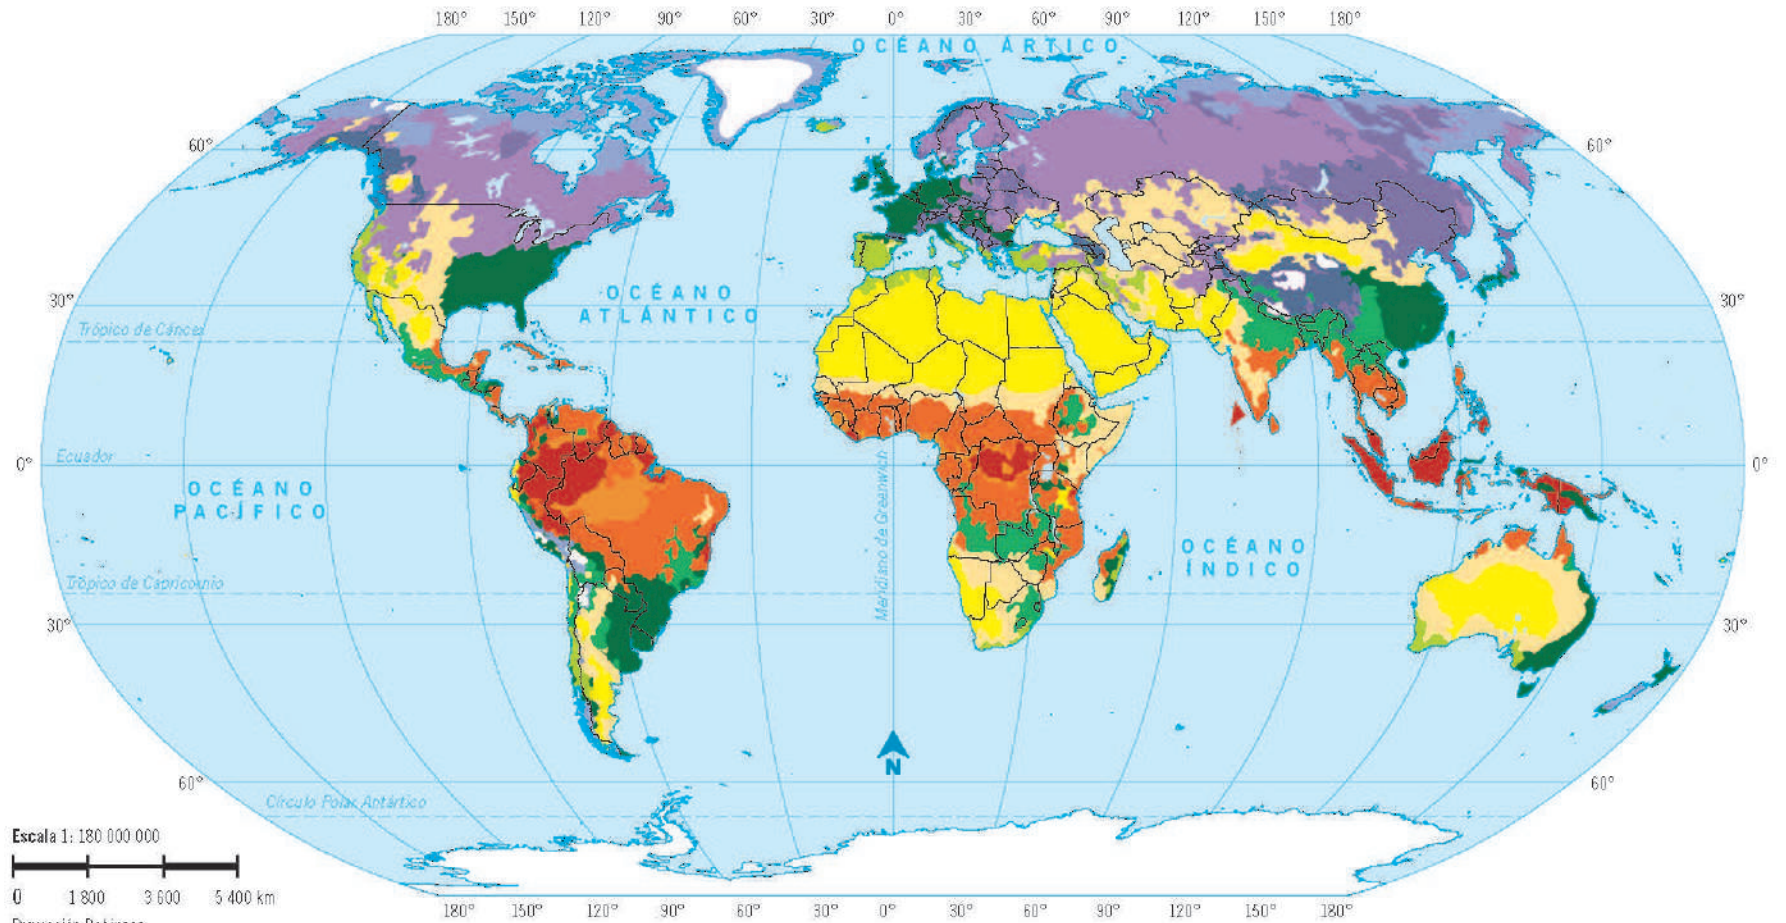 180° 150° 120° 90° 60° 30° 0° 30° 60° 90° 120° 150° 180°
OCÉANO ÁRTICO
60° 60°
OCÉANO
ATLÁNTICO
30° 30°
Trópico de Cáncer
Ecuador
0° 0°
OCÉANO
PACÍFICO
Meridiano de Greenwich
OCÉANO
ÍNDICO
Trópico de Capricornio
30° 30°
N
60° 60°
Círculo Polar Antártico
Escala 1: 180 000 000
0 1 800 3 600 5 400 km
180° 150° 120° 90° 60° 30° 0° 30° 60° 90° 120° 150° 180°